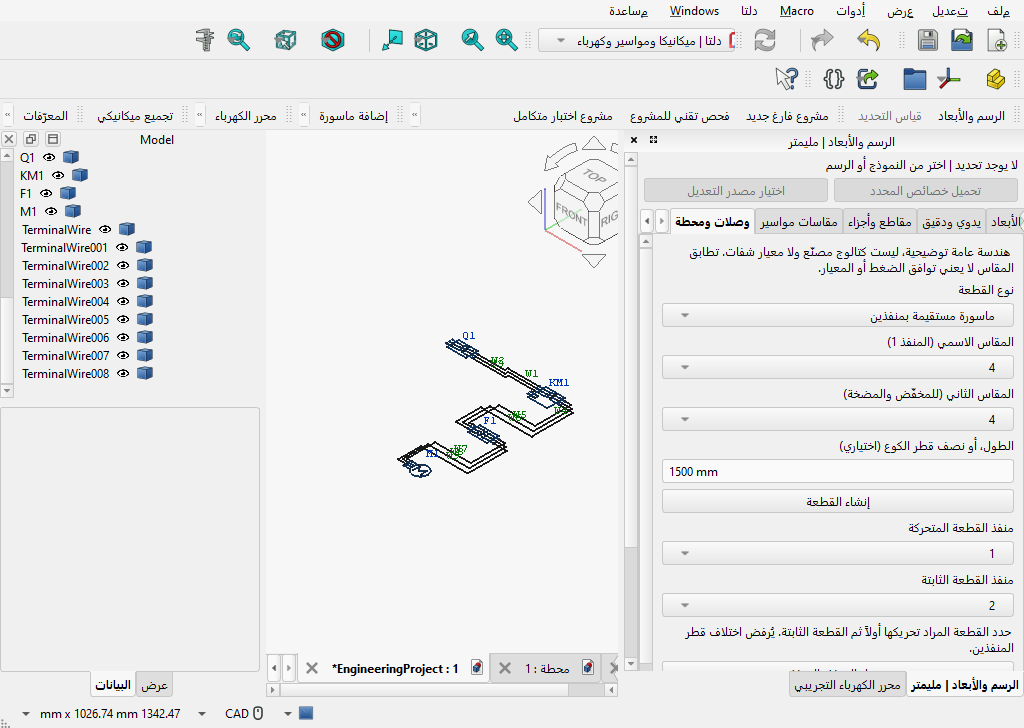 ملف
تعديل
عرض
أدوات
Macro
دلتا
Windows
مساعدة
دلتا | ميكانيكا ومواسير وكهرباء
الرسم والأبعاد
قياس التحديد
مشروع فارغ جديد
فحص تقني للمشروع
مشروع اختبار متكامل
إضافة ماسورة
محرر الكهرباء
تجميع ميكانيكي
المعرّفات
Model
Q1
KM1
F1
M1
TerminalWire
TerminalWire001
TerminalWire002
TerminalWire003
TerminalWire004
TerminalWire005
TerminalWire006
TerminalWire007
TerminalWire008
عرض
البيانات
TOP
FRONT
RIG
Q1
W1
KM1
F1
*EngineeringProject : 1
محطة : 1
الرسم والأبعاد | مليمتر
لا يوجد تحديد | اختر من النموذج أو الرسم
تحميل خصائص المحدد
اختيار مصدر التعديل
الأبعاد
يدوي ودقيق
مقاطع وأجزاء
مقاسات مواسير
وصلات ومحطة
هندسة عامة توضيحية، ليست كتالوج مصنّع ولا معيار شفات. تطابق
المقاس لا يعني توافق الضغط أو المعيار.
نوع القطعة
ماسورة مستقيمة بمنفذين
المقاس الاسمي (المنفذ 1)
4
المقاس الثاني (للمخفّض والمضخة)
4
الطول، أو نصف قطر الكوع (اختياري)
1500 mm
إنشاء القطعة
منفذ القطعة المتحركة
1
منفذ القطعة الثابتة
2
حدد القطعة المراد تحريكها أولاً ثم القطعة الثابتة. يُرفض اختلاف قطر
المنفذين.
الرسم والأبعاد | مليمتر
محرر الكهرباء التجريبي
CAD
1342.47 mm x 1026.74 mm